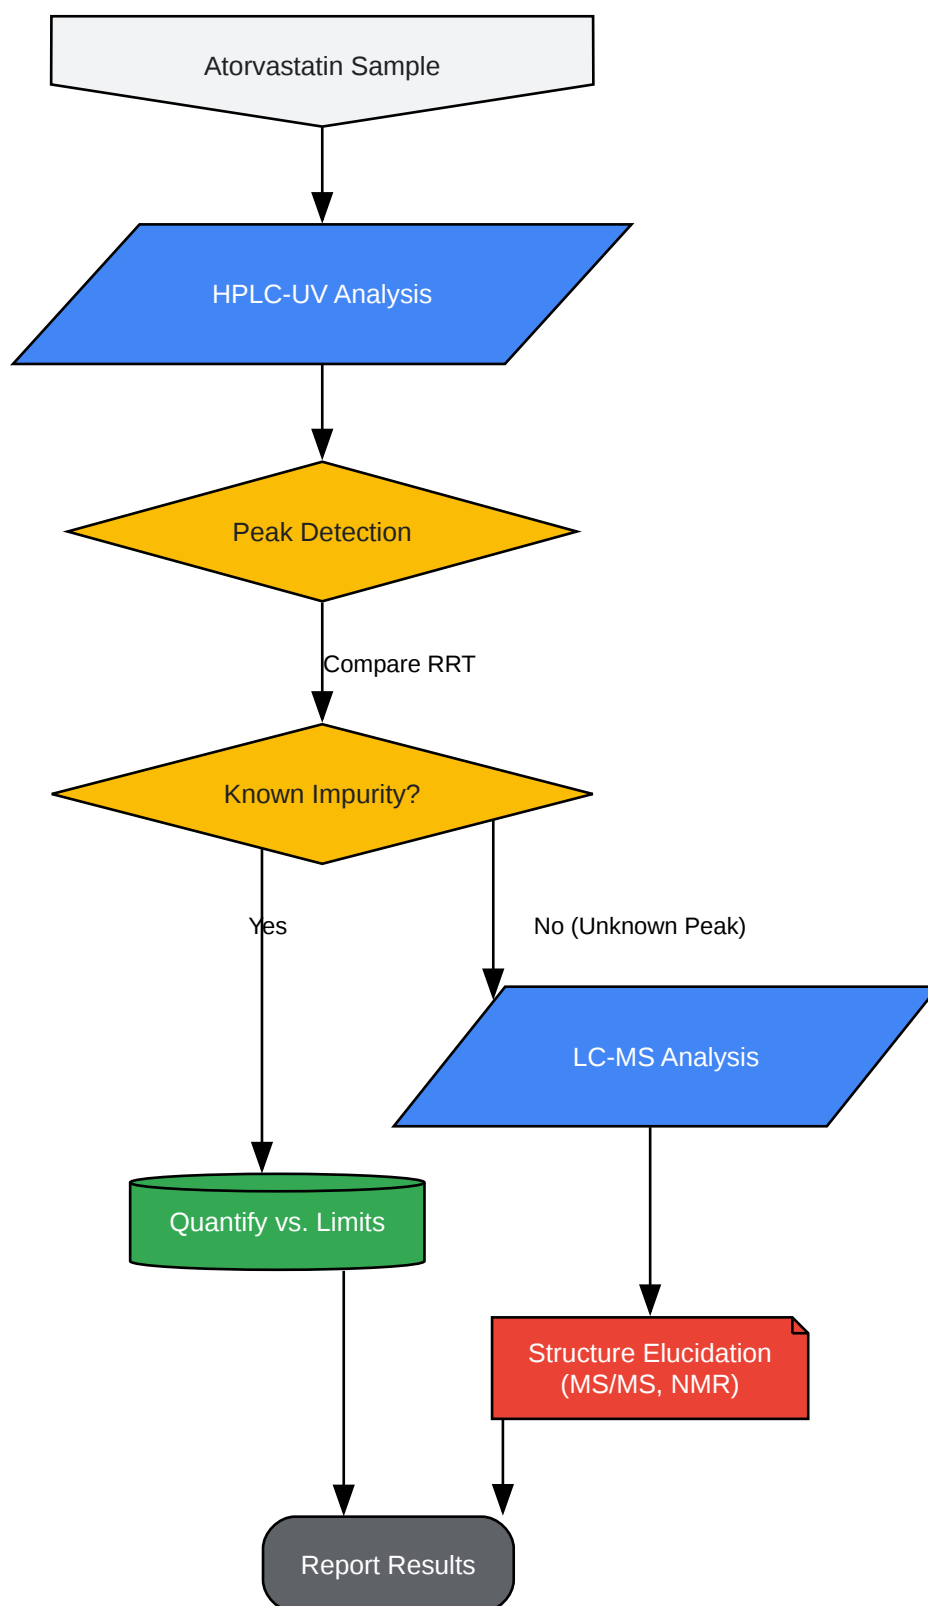 Atorvastatin Sample
HPLC-UV Analysis
Peak Detection
Compare RRT
Known Impurity?
Yes
No (Unknown Peak)
LC-MS Analysis
Quantify vs. Limits
Structure Elucidation
(MS/MS, NMR)
Report Results